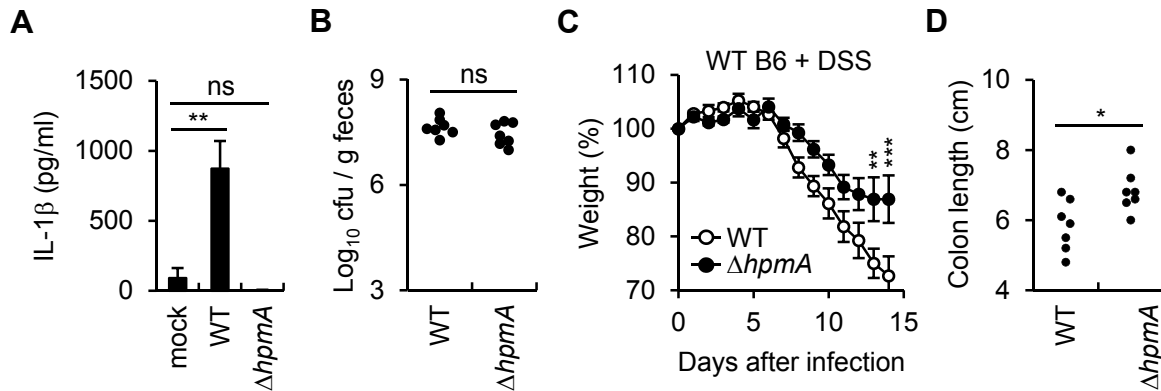 A
IL-1β (pg/ml)
1500
1000
500
0
ns
**
mock
WT
ΔhpmA
B
Log10 cfu / g feces
9
6
3
ns
WT
ΔhpmA
C
WT B6 + DSS
Weight (%)
110
100
90
80
70
**
***
WT
ΔhpmA
0 5 10 15
Days after infection
D
Colon length (cm)
10
8
6
4
*
WT
ΔhpmA